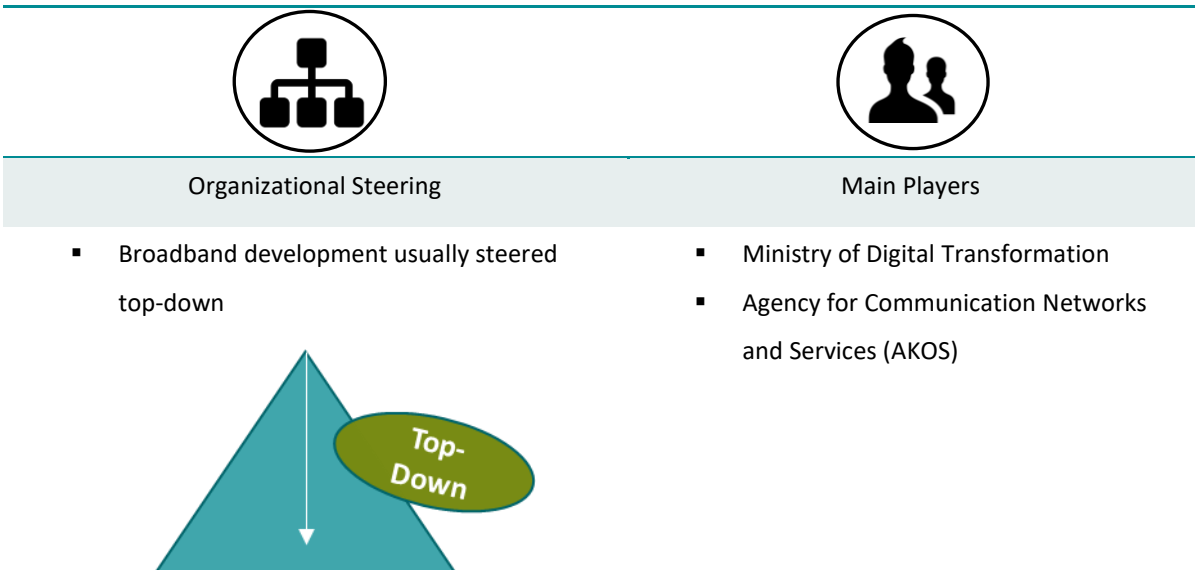 Organizational Steering
Main Players
▪ Broadband development usually steered
top-down
▪ Ministry of Digital Transformation
▪ Agency for Communication Networks
and Services (AKOS)
Top-
Down